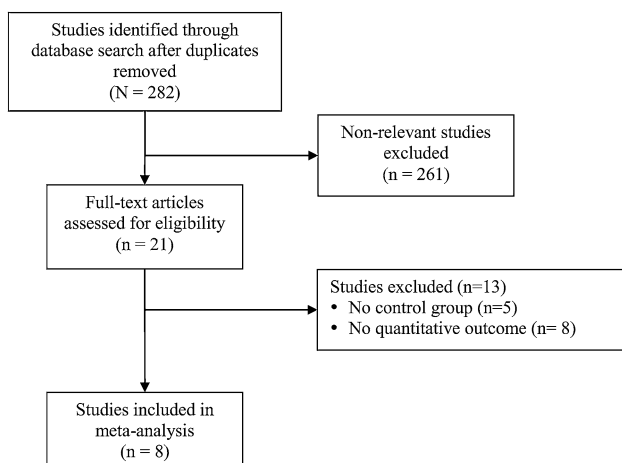 Studies identified through
database search after duplicates
removed
(N = 282)
Non-relevant studies
excluded
(n = 261)
Full-text articles
assessed for eligibility
(n = 21)
Studies excluded (n=13)
• No control group (n=5)
• No quantitative outcome (n= 8)
Studies included in
meta-analysis
(n = 8)